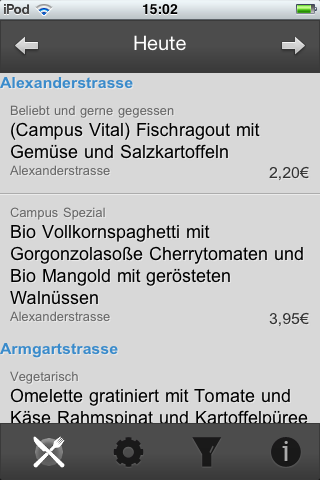 iPod 15:02
Heute
Alexanderstrasse
Beliebt und gerne gegessen
(Campus Vital) Fischragout mit
Gemüse und Salzkartoffeln
Alexanderstrasse
2,20€
Campus Spezial
Bio Vollkornspaghetti mit
Gorgonzolasoße Cherrytomaten und
Bio Mangold mit gerösteten
Walnüssen
Alexanderstrasse
3,95€
Armgartstrasse
Vegetarisch
Omelette gratiniert mit Tomate und
Käse Rahmspinat und Kartoffelpüree